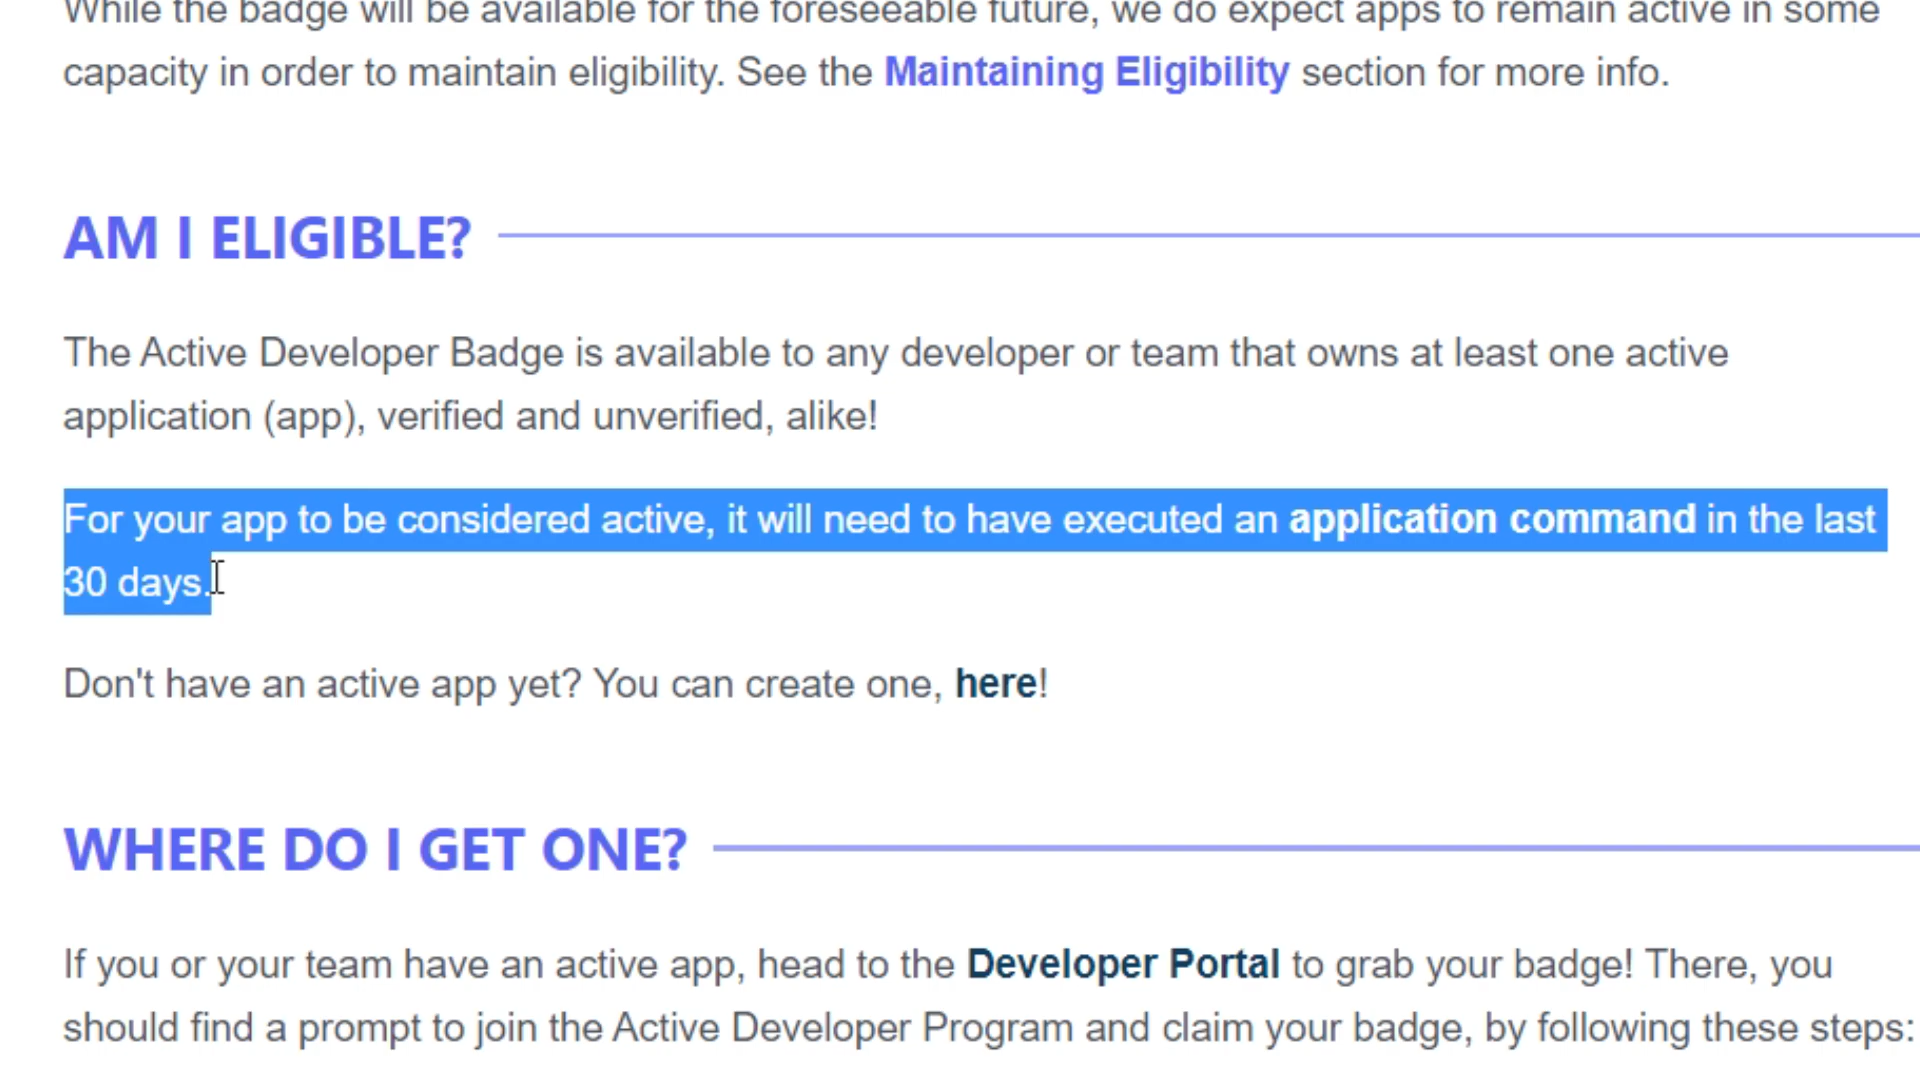 While the badge will be available for the foreseeable future, we do expect apps to remain active in some
capacity in order to maintain eligibility. See the Maintaining Eligibility section for more info.
AM I ELIGIBLE?
The Active Developer Badge is available to any developer or team that owns at least one active
application (app), verified and unverified, alike!
For your app to be considered active, it will need to have executed an application command in the last
30 days.
Don't have an active app yet? You can create one, here!
WHERE DO I GET ONE?
If you or your team have an active app, head to the Developer Portal to grab your badge! There, you
should find a prompt to join the Active Developer Program and claim your badge, by following these steps: